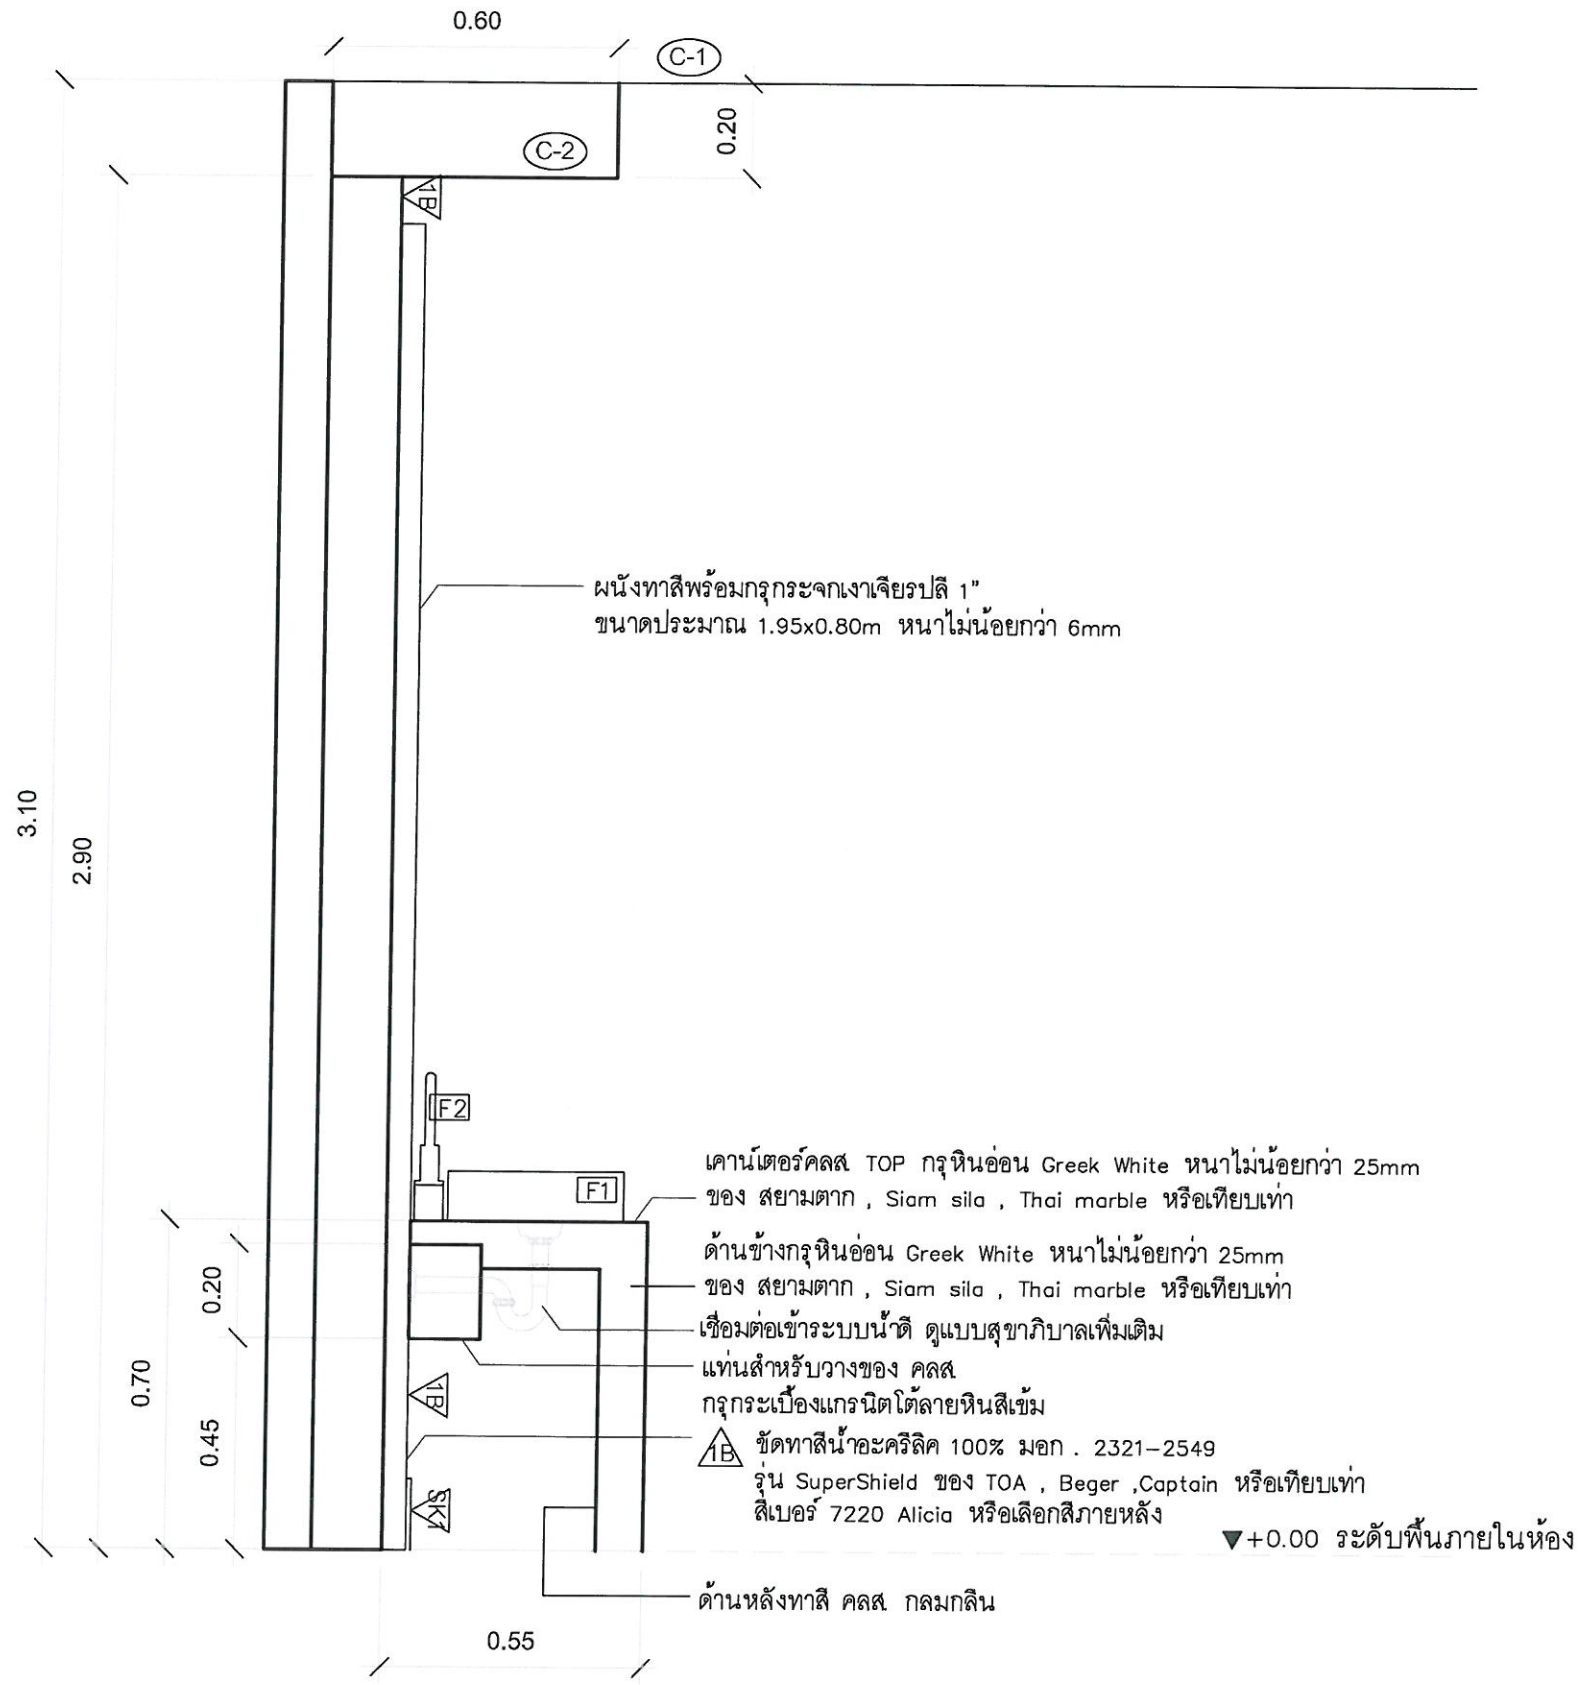 0.60
C-1
0.20
C-2
1B
3.10
2.90
ผนังทาสีพร้อมกรุกระจกเงาเจียรปลี 1"
ขนาดประมาณ 1.95x0.80m หนาไม่น้อยกว่า 6mm
F2
F1
เคาน์เตอร์คสล. TOP กรุหินอ่อน Greek White หนาไม่น้อยกว่า 25mm
ของ สยามตาก , Siam sila , Thai marble หรือเทียบเท่า
ด้านข้างกรุหินอ่อน Greek White หนาไม่น้อยกว่า 25mm
ของ สยามตาก , Siam sila , Thai marble หรือเทียบเท่า
เชื่อมต่อเข้าระบบน้ำดี ดูแบบสุขาภิบาลเพิ่มเติม
แท่นสำหรับวางของ คสล.
กรุกระเบื้องแกรนิตโต้ลายหินสีเข้ม
0.20
0.70
0.45
1B
1B ขัดทาสีน้ำอะครีลิค 100% มอก . 2321-2549
รุ่น SuperShield ของ TOA , Beger ,Captain หรือเทียบเท่า
สีเบอร์ 7220 Alicia หรือเลือกสีภายหลัง
SK1
+0.00 ระดับพื้นภายในห้อง
ด้านหลังทาสี คสล. กลมกลืน
0.55